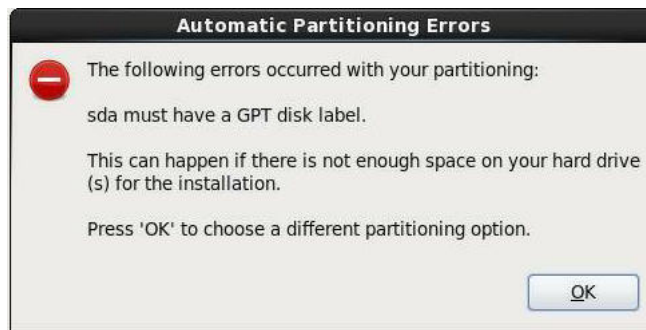 Automatic Partitioning Errors
The following errors occurred with your partitioning:
sda must have a GPT disk label.
This can happen if there is not enough space on your hard drive
(s) for the installation.
Press 'OK' to choose a different partitioning option.
OK